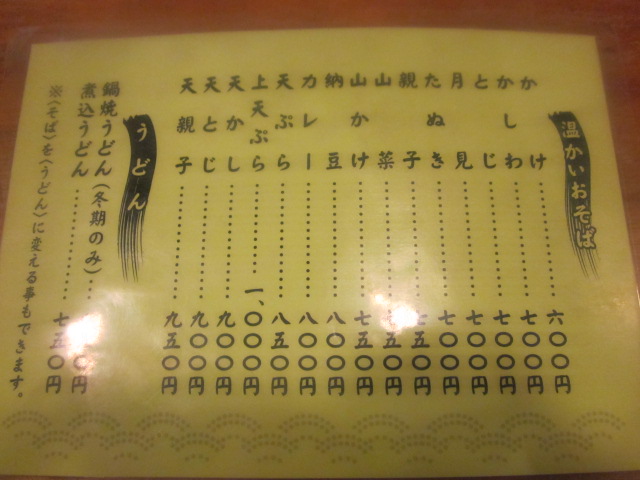 温かいおそば
かけ……六〇〇円
かしわ……七〇〇円
とじ……七〇〇円
月見……七〇〇円
たぬき……七〇〇円
親子……七五〇円
山菜……七五〇円
山かけ……七五〇円
納豆……八〇〇円
カレー……八〇〇円
天ぷら……八五〇円
上天ぷら……一、〇〇〇円
天かし……九〇〇円
天とじ……九〇〇円
天親子……九五〇円
うどん
鍋焼うどん（冬期のみ）……〇円
煮込うどん……七五〇円
※〈そば〉を〈うどん〉に変える事もできます。